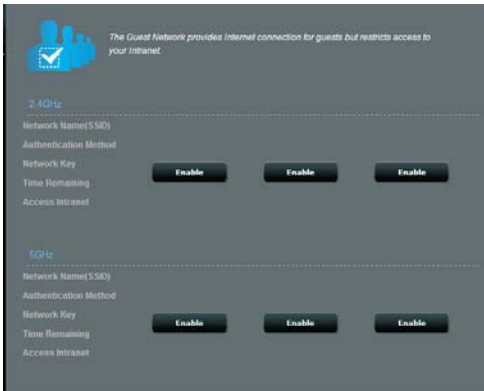 The Guest Network provides Internet connection for guests but restricts access to
your Intranet.
2.4GHz
Network Name(SSID)
Authentication Method
Network Key
Enable Enable Enable
Time Remaining
Access Intranet
5GHz
Network Name(SSID)
Authentication Method
Network Key
Enable Enable Enable
Time Remaining
Access Intranet